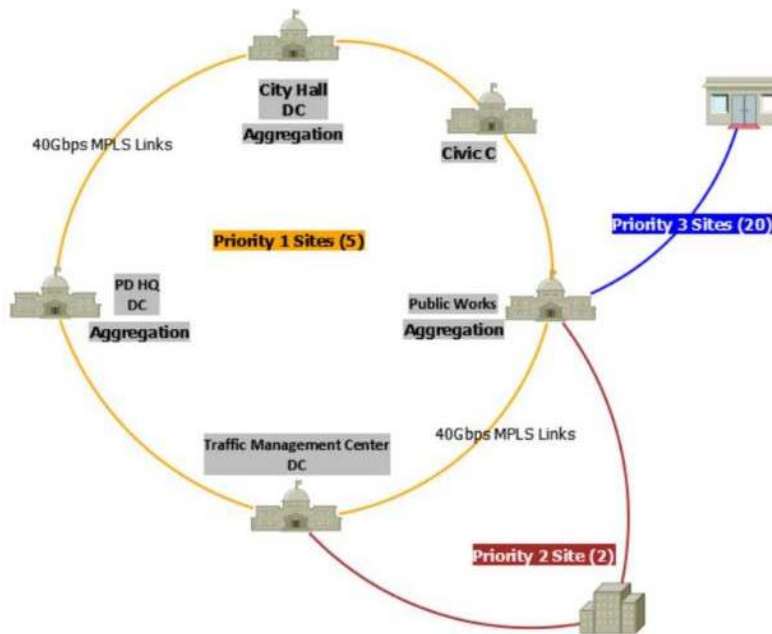 City Hall
DC
Aggregation
Civic C
40Gbps MPLS Links
Priority 3 Sites (20)
Priority 1 Sites (5)
PD HQ
DC
Aggregation
Public Works
Aggregation
40Gbps MPLS Links
Traffic Management Center
DC
Priority 2 Site (2)